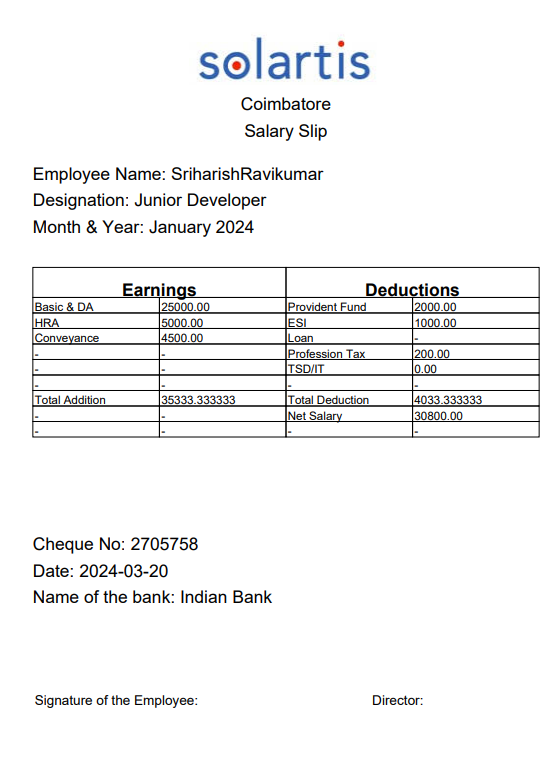 solartis
Coimbatore
Salary Slip
Employee Name: SriharishRavikumar
Designation: Junior Developer
Month & Year: January 2024
Earnings Deductions
Basic & DA 25000.00 Provident Fund 2000.00
HRA 5000.00 ESI 1000.00
Conveyance 4500.00 Loan -
- - Profession Tax 200.00
- - TSD/IT 0.00
- - - -
Total Addition 35333.333333 Total Deduction 4033.333333
- - Net Salary 30800.00
- - - -
Cheque No: 2705758
Date: 2024-03-20
Name of the bank: Indian Bank
Signature of the Employee: Director: